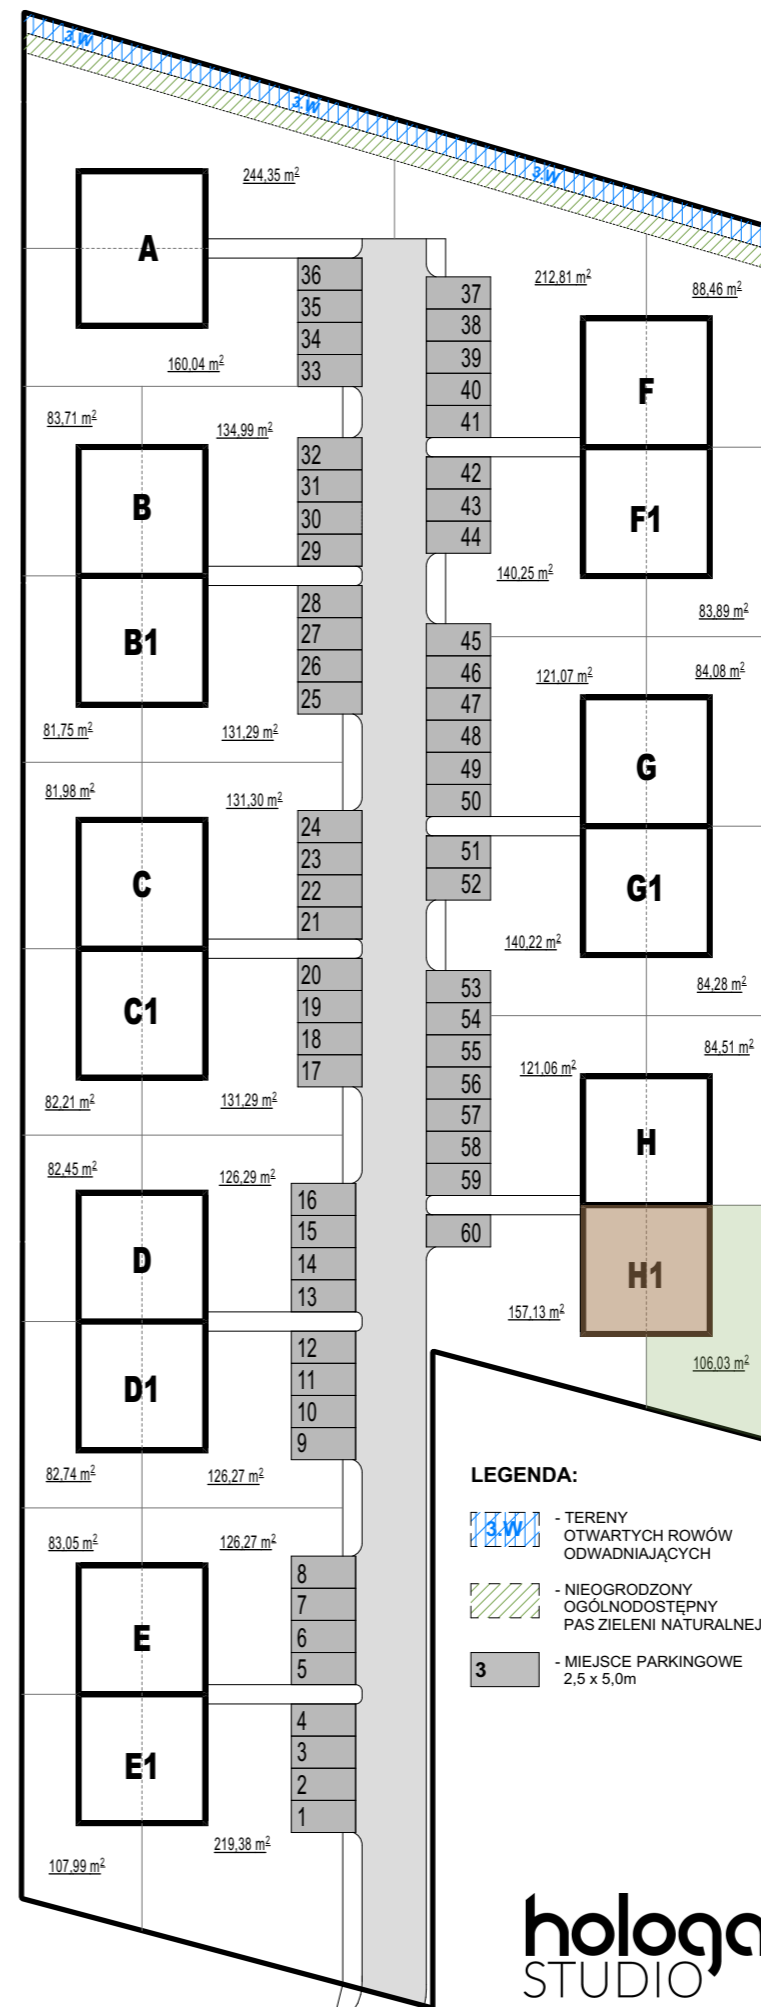 3.W
3.W
3.W
244,35 m²
A
36
35
34
33
160,04 m²
37
38
39
40
41
212,81 m²
88,46 m²
F
83,71 m²
134,99 m²
B
32
31
30
29
42
43
44
F1
140,25 m²
83,89 m²
B1
28
27
26
25
81,75 m²
131,29 m²
45
46
47
48
49
50
121,07 m²
84,08 m²
G
81,98 m²
131,30 m²
C
24
23
22
21
51
52
G1
140,22 m²
84,28 m²
C1
20
19
18
17
82,21 m²
131,29 m²
53
54
55
56
57
58
59
121,06 m²
84,51 m²
H
82,45 m²
126,29 m²
D
16
15
14
13
60
H1
157,13 m²
106,03 m²
D1
12
11
10
9
82,74 m²
126,27 m²
83,05 m²
126,27 m²
E
8
7
6
5
E1
4
3
2
1
107,99 m²
219,38 m²
LEGENDA:
3.W
- TERENY
OTWARTYCH ROWÓW
ODWADNIAJĄCYCH
- NIEOGRODZONY
OGÓLNODOSTĘPNY
PAS ZIELENI NATURALNEJ
3
- MIEJSCE PARKINGOWE
2,5 x 5,0m
hologa
STUDIO